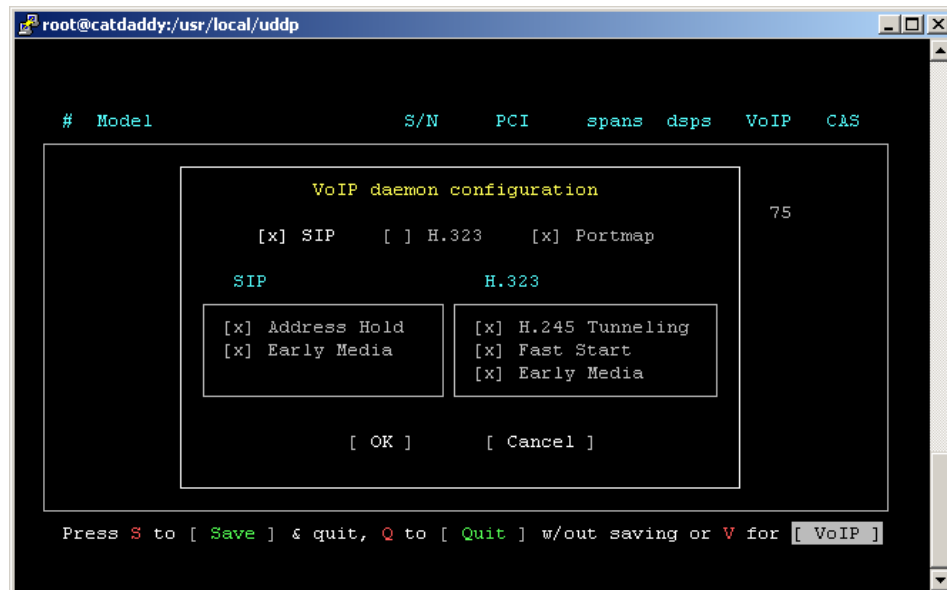 root@catdaddy:/usr/local/uddp
# Model S/N PCI spans dsps VoIP CAS
VoIP daemon configuration
75
[x] SIP [ ] H.323 [x] Portmap
SIP H.323
[x] Address Hold [x] H.245 Tunneling
[x] Early Media [x] Fast Start
[x] Early Media
[ OK ] [ Cancel ]
Press S to [ Save ] & quit, Q to [ Quit ] w/out saving or V for [ VoIP ]